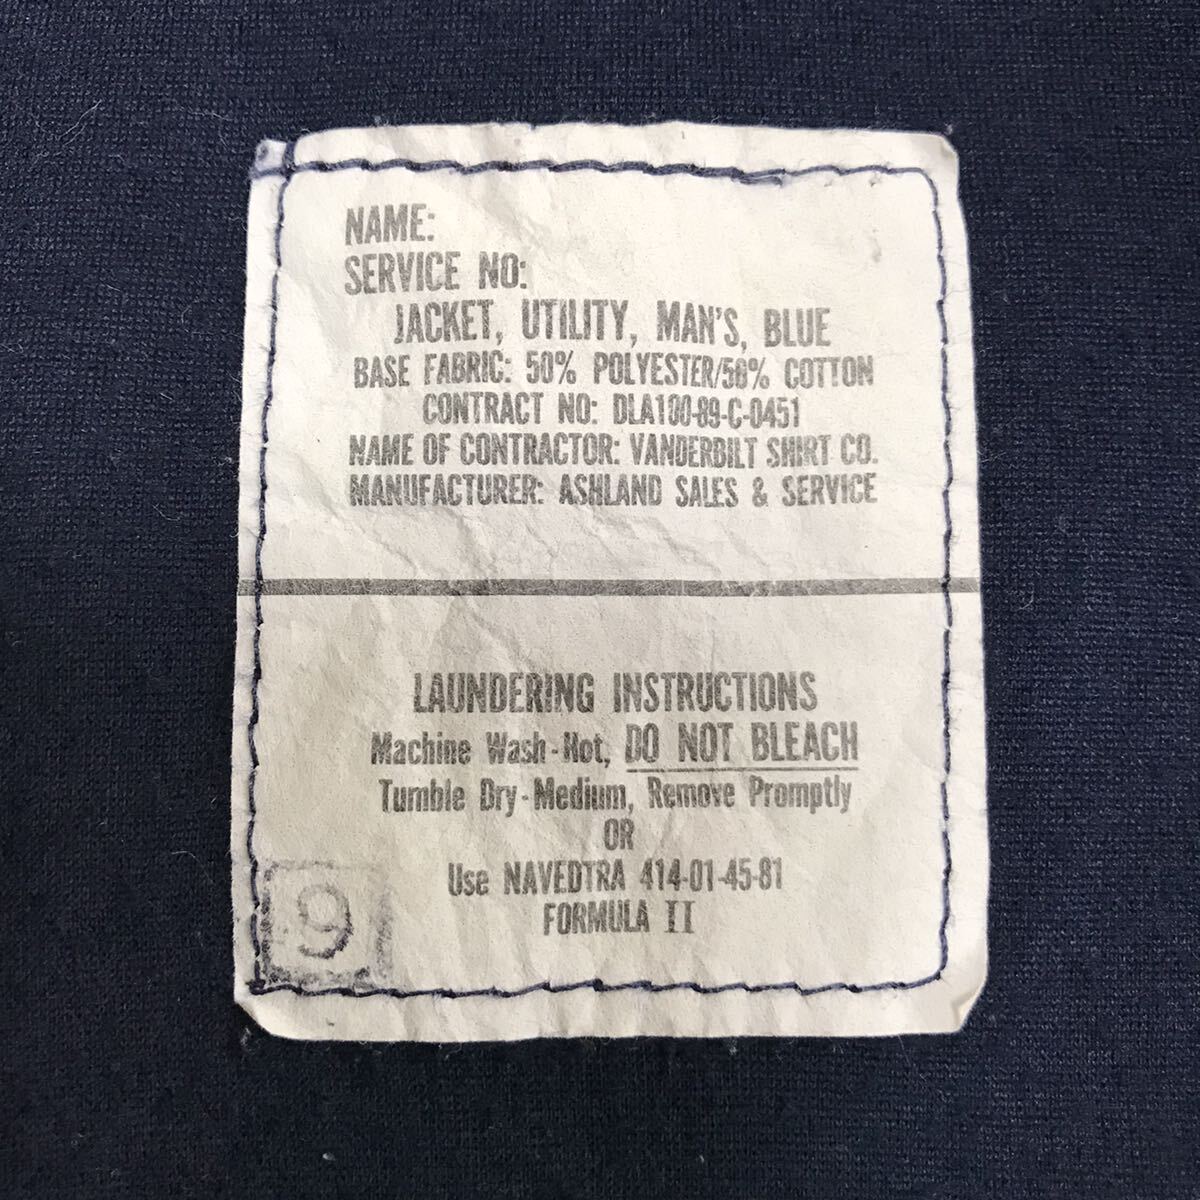 NAME:
SERVICE NO:
JACKET, UTILITY, MAN'S, BLUE
BASE FABRIC: 50% POLYESTER/50% COTTON
CONTRACT NO: DLA100-89-C-0451
NAME OF CONTRACTOR: VANDERBILT SHIRT CO.
MANUFACTURER: ASHLAND SALES & SERVICE
LAUNDERING INSTRUCTIONS
Machine Wash-Hot, DO NOT BLEACH
Tumble Dry-Medium, Remove Promptly
OR
Use NAVEDTRA 414-01-45-81
FORMULA II
9